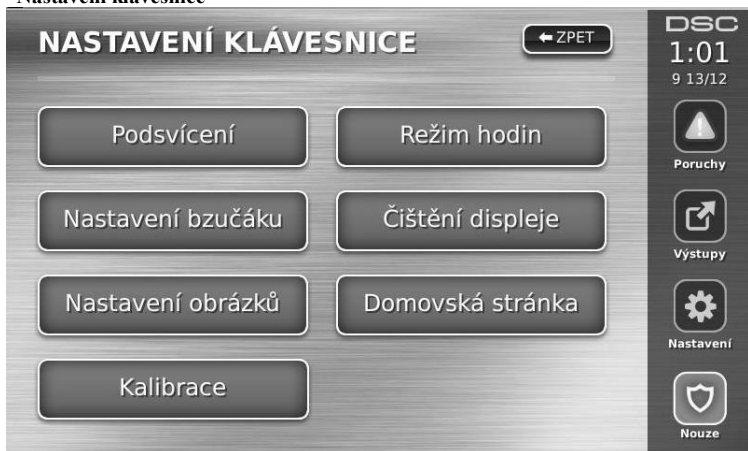 Nastavení klávesnice
NASTAVENÍ KLÁVESNICE
ZPET
DSC
1:01
9 13/12
Podsvícení
Režim hodin
Poruchy
Nastavení bzučáku
Čištění displeje
Výstupy
Nastavení obrázků
Domovská stránka
Nastavení
Kalibrace
Nouze